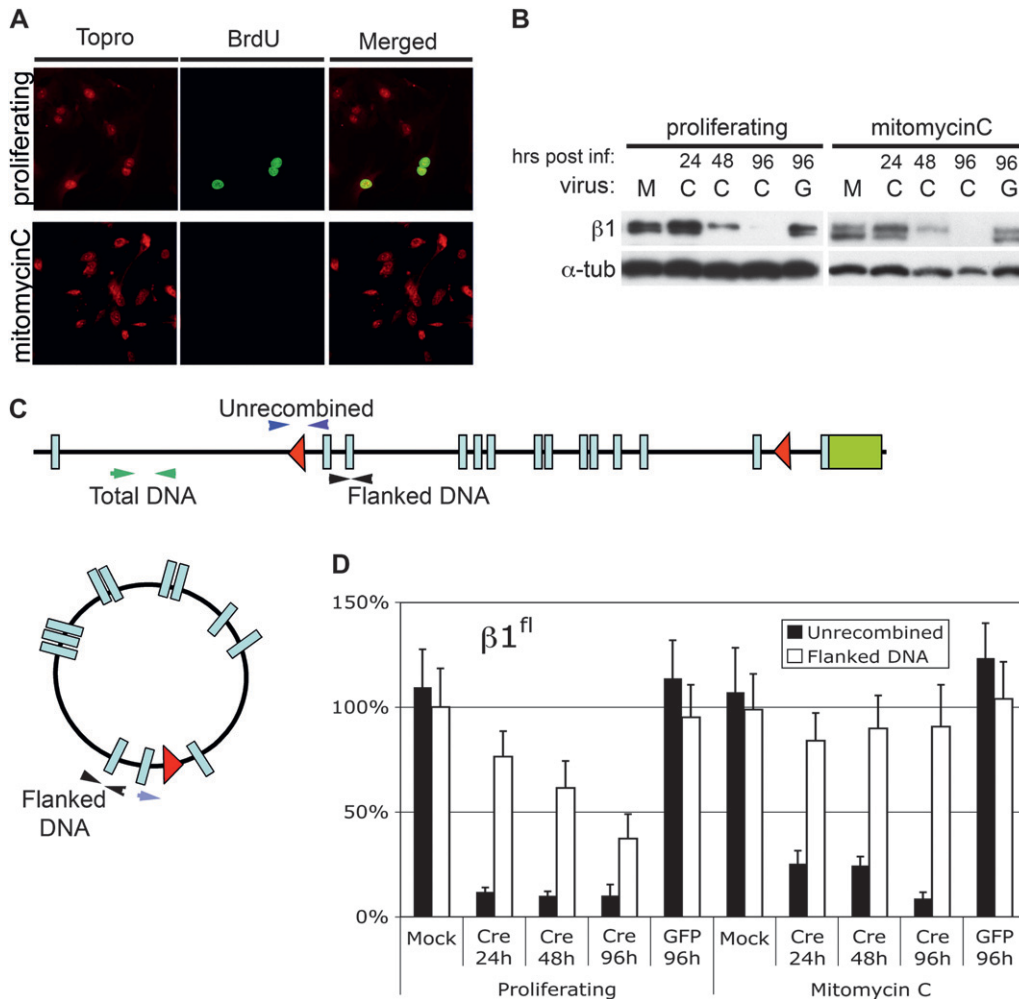 A
Topro BrdU Merged
proliferating
mitomycinC
B
proliferating mitomycinC
hrs post inf: 24 48 96 96 24 48 96 96
virus: M C C C G M C C C G
β1
α-tub
C
Unrecombined
Total DNA Flanked DNA
Flanked
DNA
D
150%
100%
50%
0%
β1fl
Unrecombined
Flanked DNA
Mock Cre 24h Cre 48h Cre 96h GFP 96h Mock Cre 24h Cre 48h Cre 96h GFP 96h
Proliferating Mitomycin C